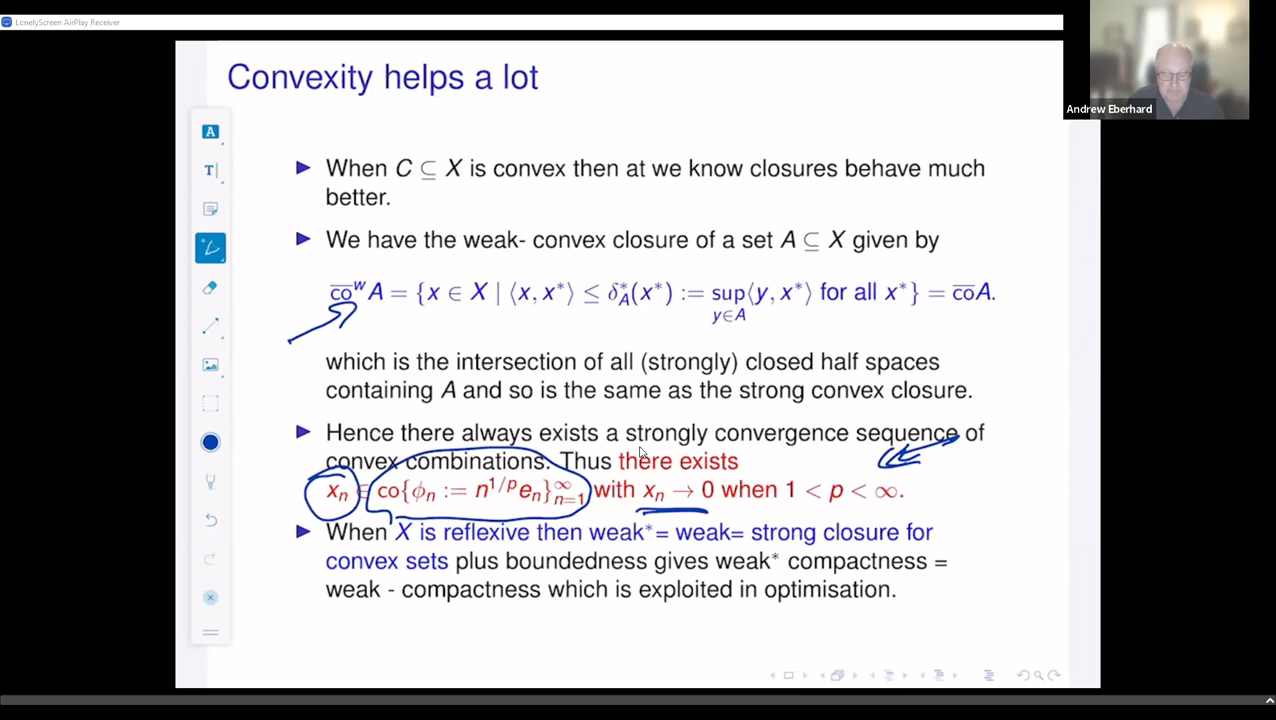 LonelyScreen AirPlay Receiver
Andrew Eberhard
Convexity helps a lot
When C ⊆ X is convex then at we know closures behave much
better.
We have the weak- convex closure of a set A ⊆ X given by
co̅ʷA = {x ∈ X | ⟨x, x*⟩ ≤ δ*_A(x*) := sup_{y∈A}⟨y, x*⟩ for all x*} = co̅A.
which is the intersection of all (strongly) closed half spaces
containing A and so is the same as the strong convex closure.
Hence there always exists a strongly convergence sequence of
convex combinations. Thus there exists
xₙ ∈ co{ϕₙ := n^{1/p}eₙ}_{n=1}^∞ with xₙ → 0 when 1 < p < ∞.
When X is reflexive then weak*= weak= strong closure for
convex sets plus boundedness gives weak* compactness =
weak - compactness which is exploited in optimisation.
A
T